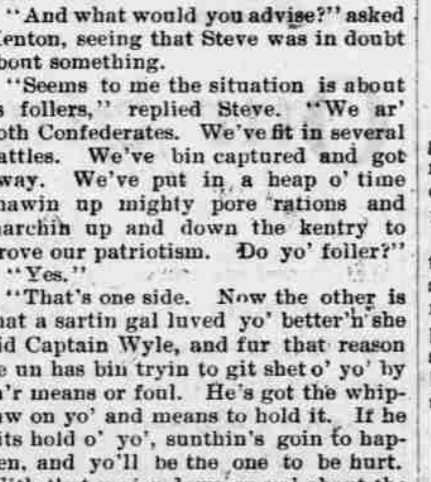 "And what would you advise?" asked
Kenton, seeing that Steve was in doubt
bout something.
"Seems to me the situation is about
s follers," replied Steve. "We ar'
oth Confederates. We've fit in several
attles. We've bin captured and got
way. We've put in a heap o' time
nawin up mighty pore rations and
marchin up and down the kentry to
rove our patriotism. Do yo' foller?"
"Yes."
"That's one side. Now the other is
hat a sartin gal luved yo' better'n she
id Captain Wyle, and fur that reason
e un has bin tryin to git shet o' yo' by
a'r means or foul. He's got the whip-
aw on yo' and means to hold it. If he
its hold o' yo', sunthin's goin to hap-
en, and yo'll be the one to be hurt.
about the